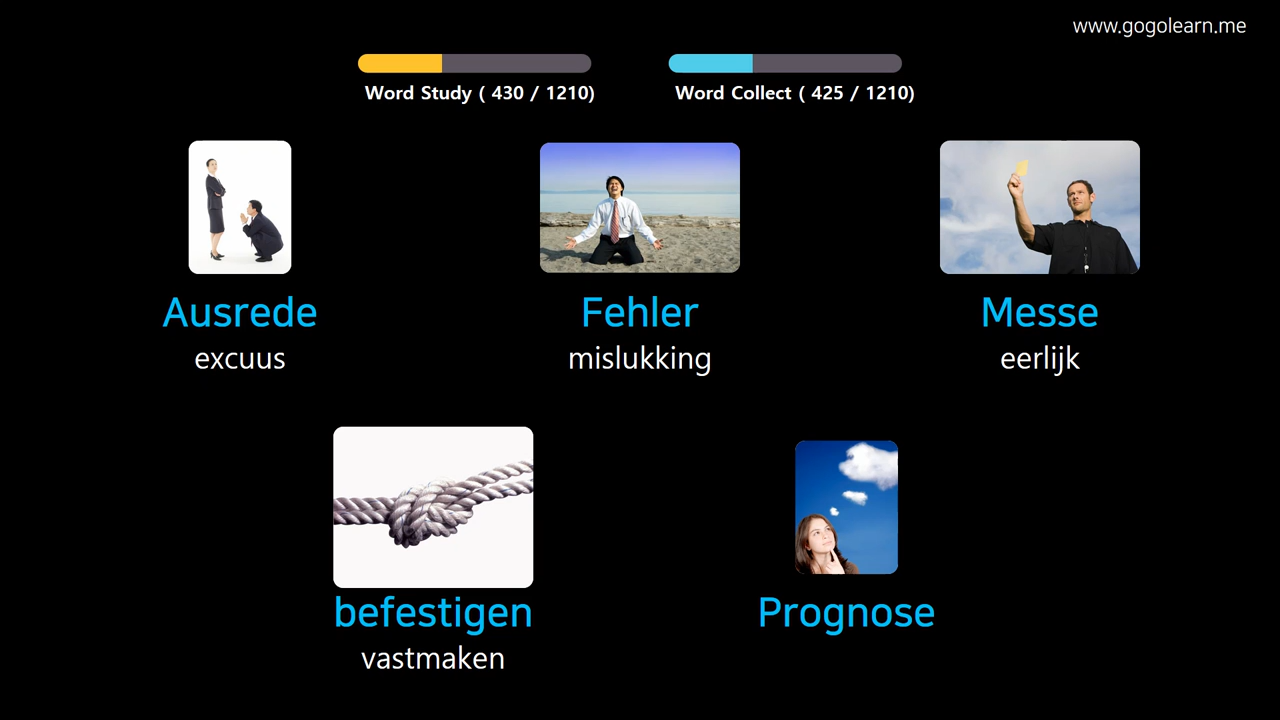 www.gogolearn.me
Word Study ( 430 / 1210)
Word Collect ( 425 / 1210)
Ausrede
excuus
Fehler
mislukking
Messe
eerlijk
befestigen
vastmaken
Prognose